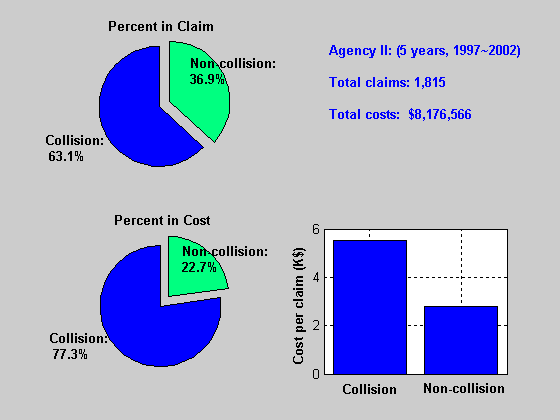 Percent in Claim
Non collision:
36.9%
Collision:
63.1%
Agency II: (5 years, 1997~2002)
Total claims: 1,815
Total costs: $8,176,566
Percent in Cost
Non collision:
22.7%
Collision:
77.3%
Cost per claim (K$)
6
4
2
0
Collision
Non-collision